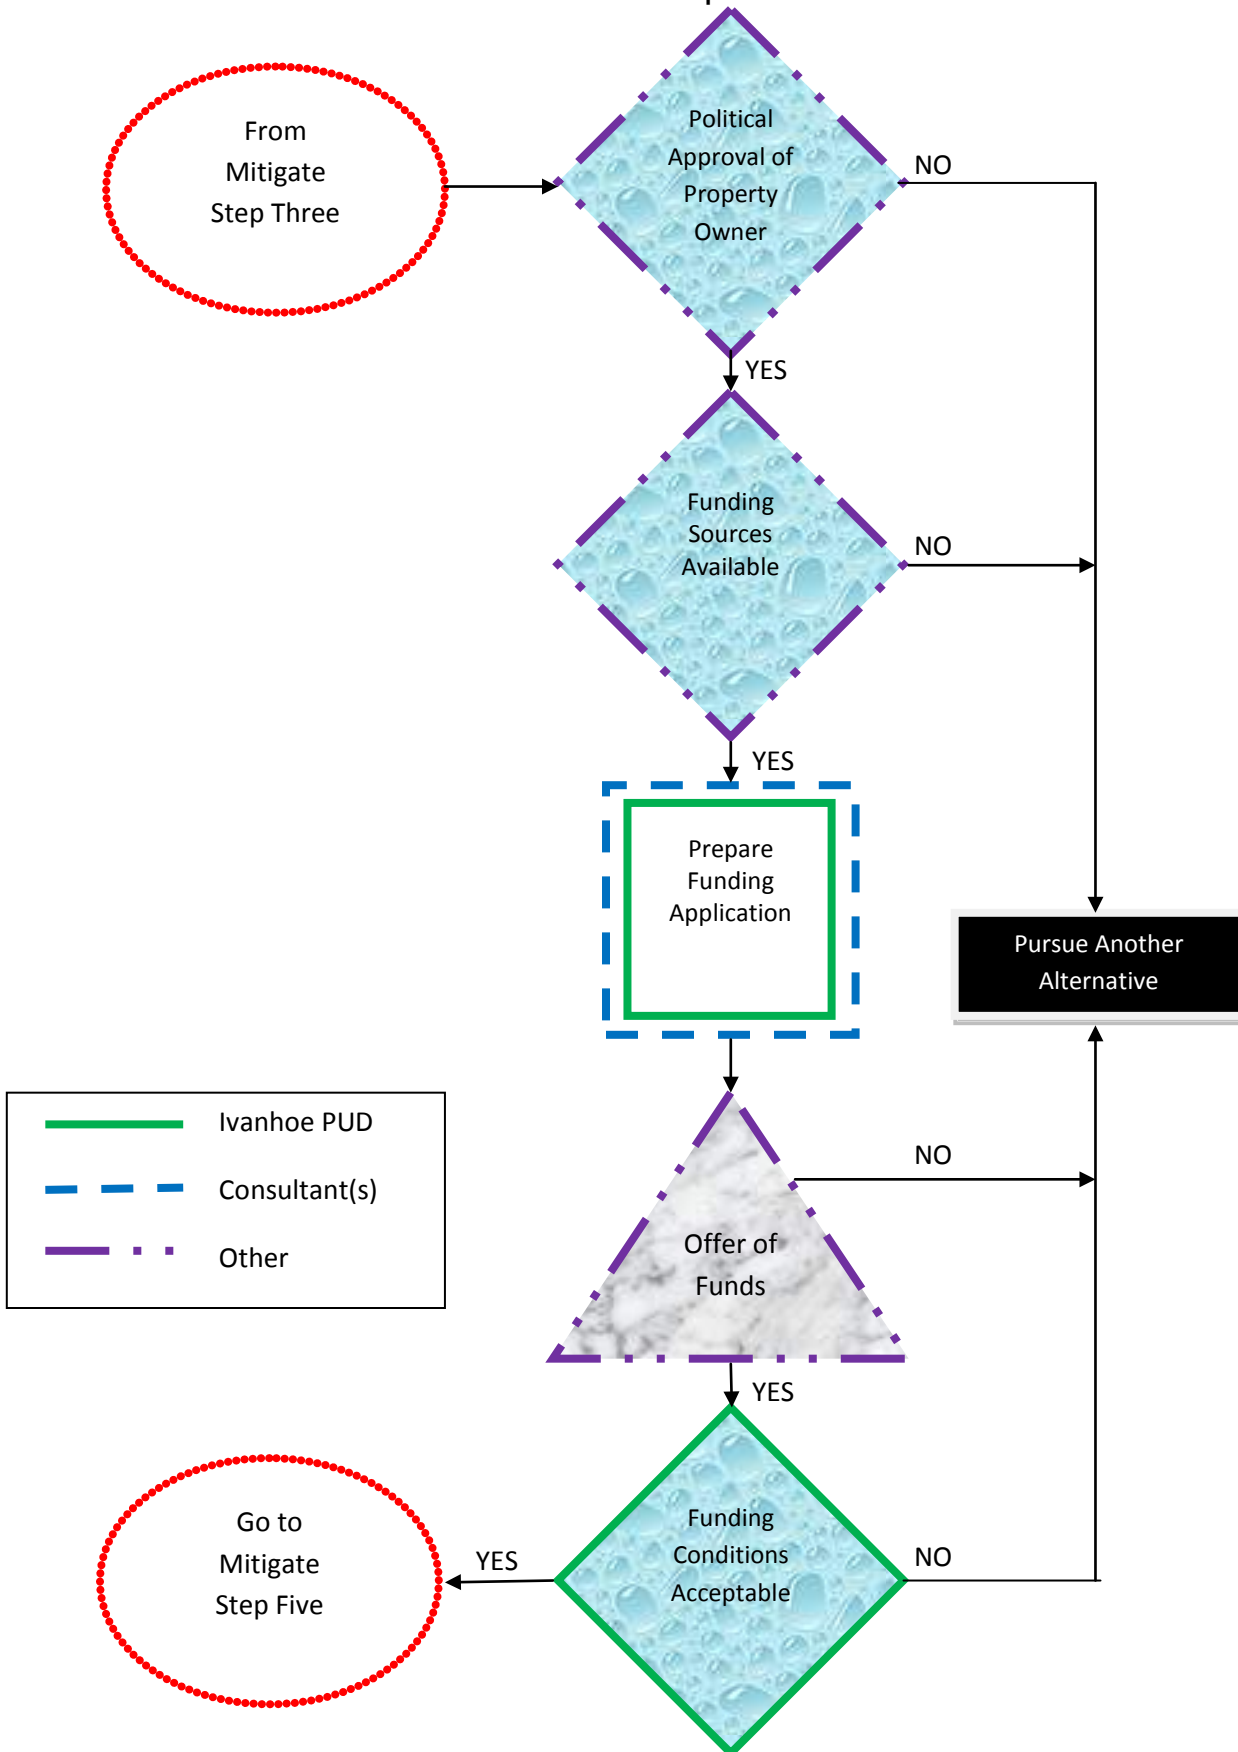 From
Mitigate
Step Three
Political
Approval of
Property
Owner
NO
YES
Funding
Sources
Available
NO
YES
Prepare
Funding
Application
Pursue Another
Alternative
Ivanhoe PUD
Consultant(s)
Other
NO
Offer of
Funds
YES
Go to
Mitigate
Step Five
YES
Funding
Conditions
Acceptable
NO